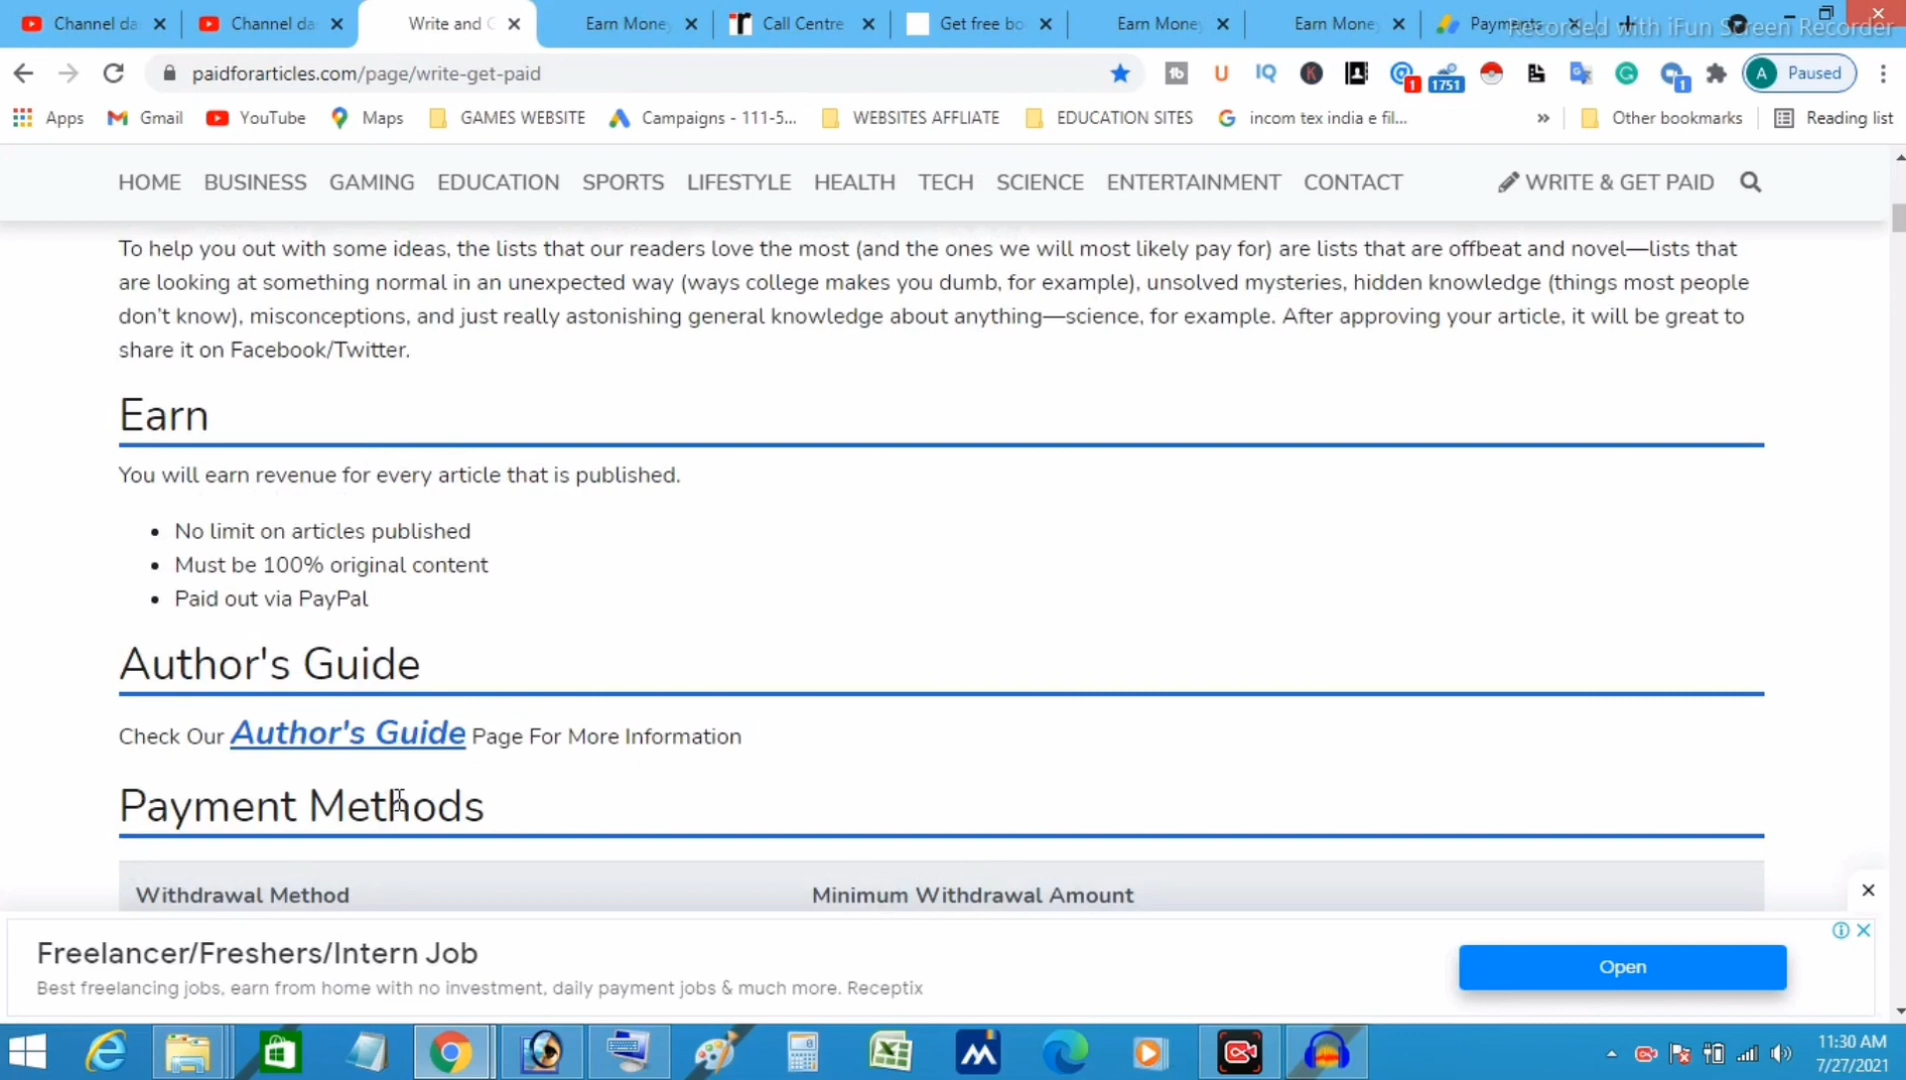 Channel da
Channel da
Write and G
Earn Money
Call Centre
Get free bo
Earn Money
Earn Money
Payments
Recorded with iFun Screen Recorder
paidforarticles.com/page/write-get-paid
1
1751
1
A Paused
Apps
Gmail
YouTube
Maps
GAMES WEBSITE
Campaigns - 111-5...
WEBSITES AFFLIATE
EDUCATION SITES
incom tex india e fil...
»
Other bookmarks
Reading list
HOME BUSINESS GAMING EDUCATION SPORTS LIFESTYLE HEALTH TECH SCIENCE ENTERTAINMENT CONTACT WRITE & GET PAID
To help you out with some ideas, the lists that our readers love the most (and the ones we will most likely pay for) are lists that are offbeat and novel—lists that
are looking at something normal in an unexpected way (ways college makes you dumb, for example), unsolved mysteries, hidden knowledge (things most people
don't know), misconceptions, and just really astonishing general knowledge about anything—science, for example. After approving your article, it will be great to
share it on Facebook/Twitter.
Earn
You will earn revenue for every article that is published.
• No limit on articles published
• Must be 100% original content
• Paid out via PayPal
Author's Guide
Check Our Author's Guide Page For More Information
Payment Methods
Withdrawal Method Minimum Withdrawal Amount
Freelancer/Freshers/Intern Job
Best freelancing jobs, earn from home with no investment, daily payment jobs & much more. Receptix
Open
11:30 AM
7/27/2021